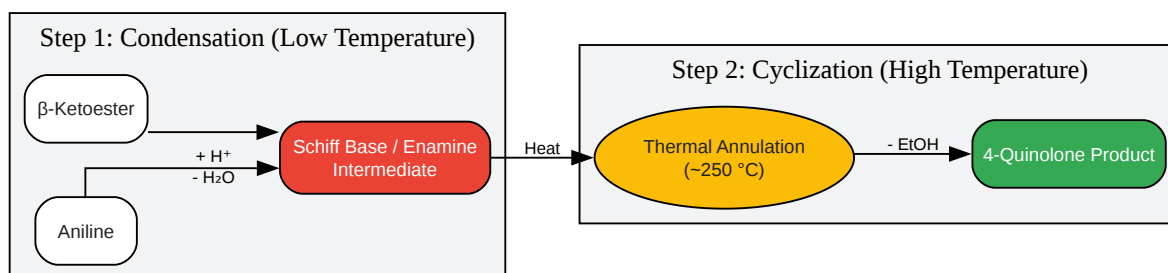 Step 1: Condensation (Low Temperature)
β-Ketoester
Aniline
+ H⁺
- H₂O
Schiff Base / Enamine
Intermediate
Heat
Step 2: Cyclization (High Temperature)
Thermal Annulation
(~250 °C)
- EtOH
4-Quinolone Product